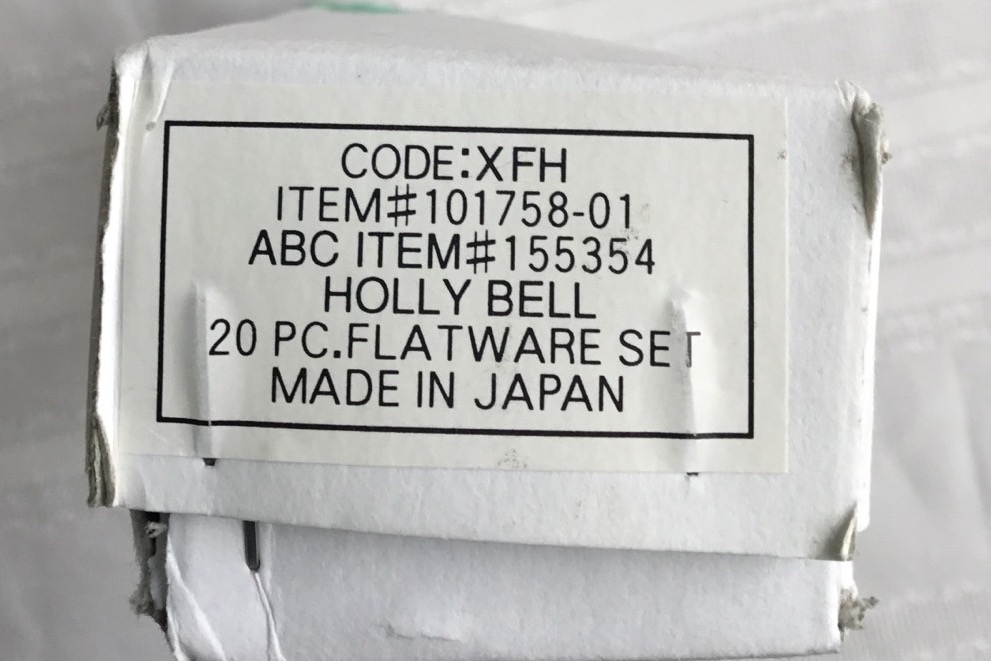 CODE:XFH
ITEM#101758-01
ABC ITEM#155354
HOLLY BELL
20 PC.FLATWARE SET
MADE IN JAPAN